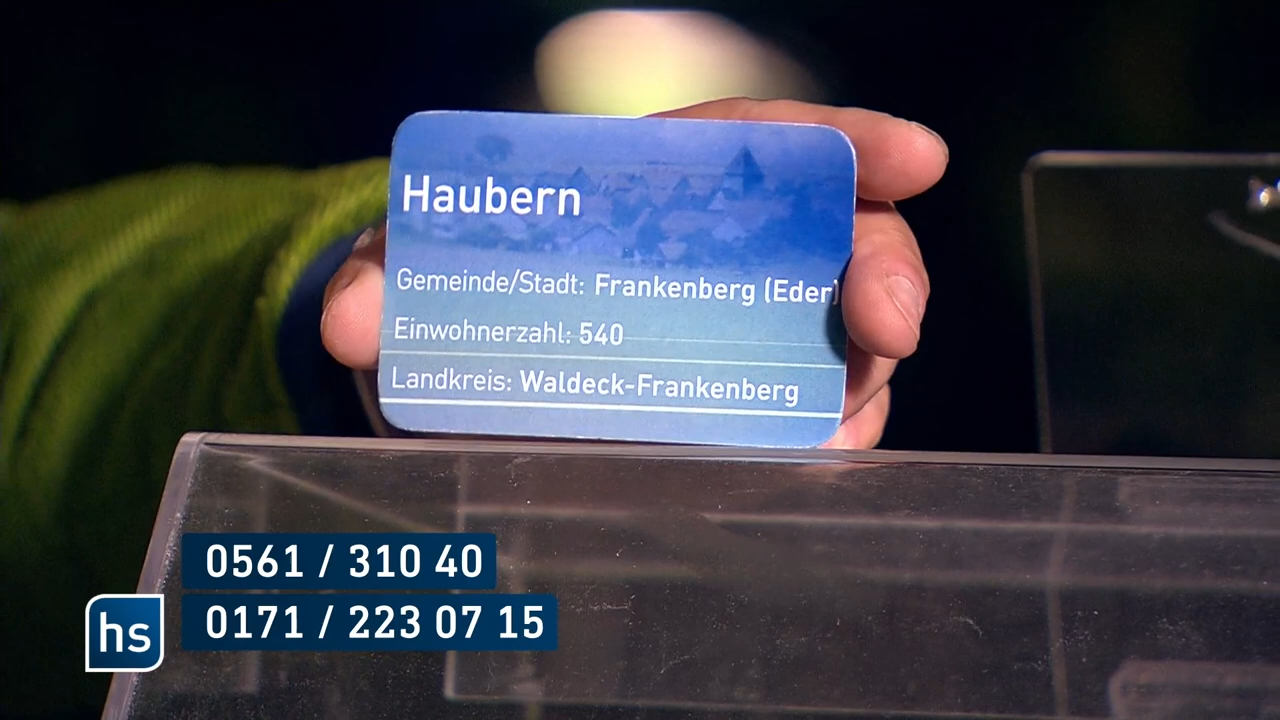 Haubern
Gemeinde/Stadt: Frankenberg (Eder)
Einwohnerzahl: 540
Landkreis: Waldeck-Frankenberg
0561 / 310 40
0171 / 223 07 15
hs